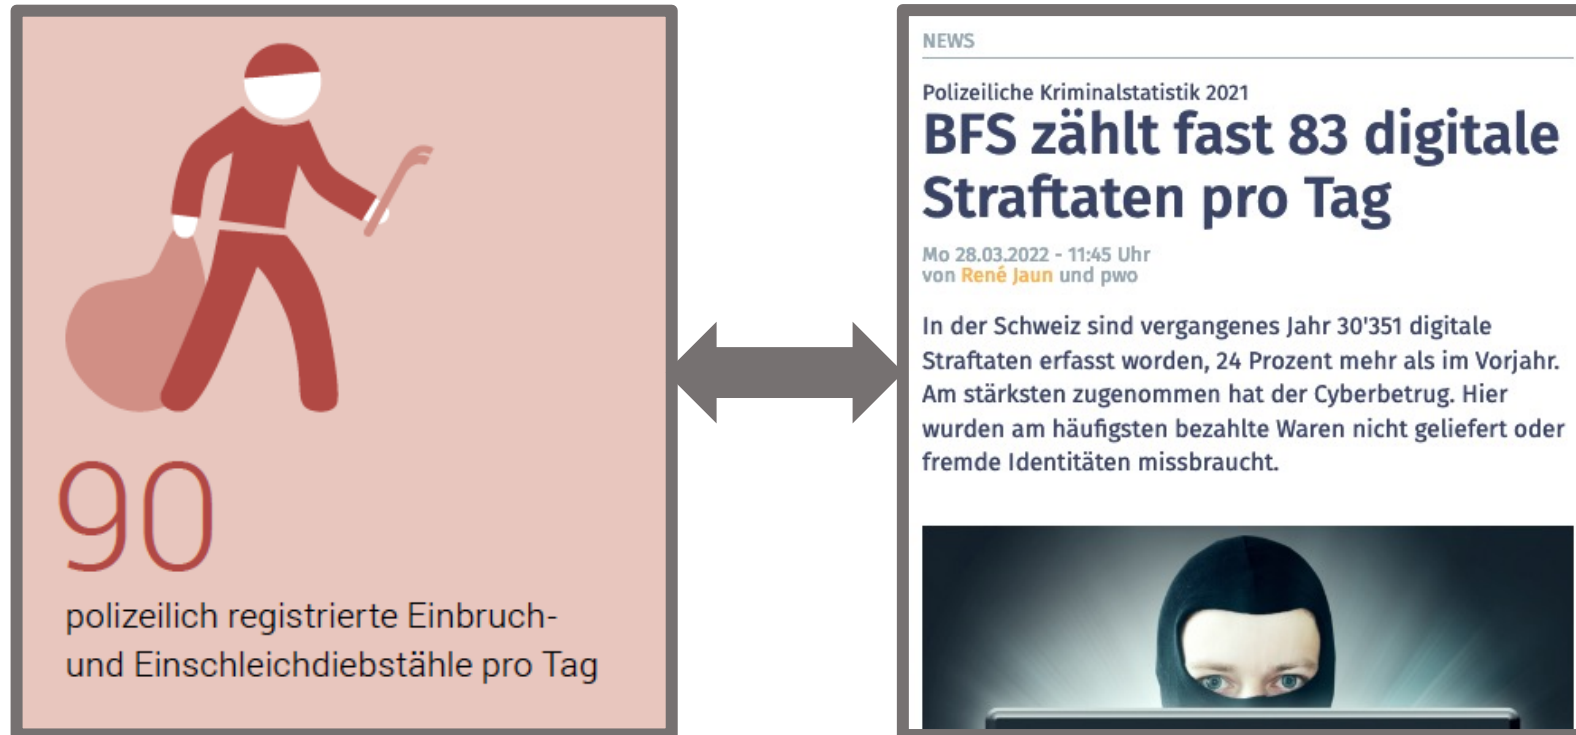 90
polizeilich registrierte Einbruch-
und Einschleichdiebstähle pro Tag
NEWS
Polizeiliche Kriminalstatistik 2021
BFS zählt fast 83 digitale
Straftaten pro Tag
Mo 28.03.2022 - 11:45 Uhr
von René Jaun und pwo
In der Schweiz sind vergangenes Jahr 30'351 digitale
Straftaten erfasst worden, 24 Prozent mehr als im Vorjahr.
Am stärksten zugenommen hat der Cyberbetrug. Hier
wurden am häufigsten bezahlte Waren nicht geliefert oder
fremde Identitäten missbraucht.